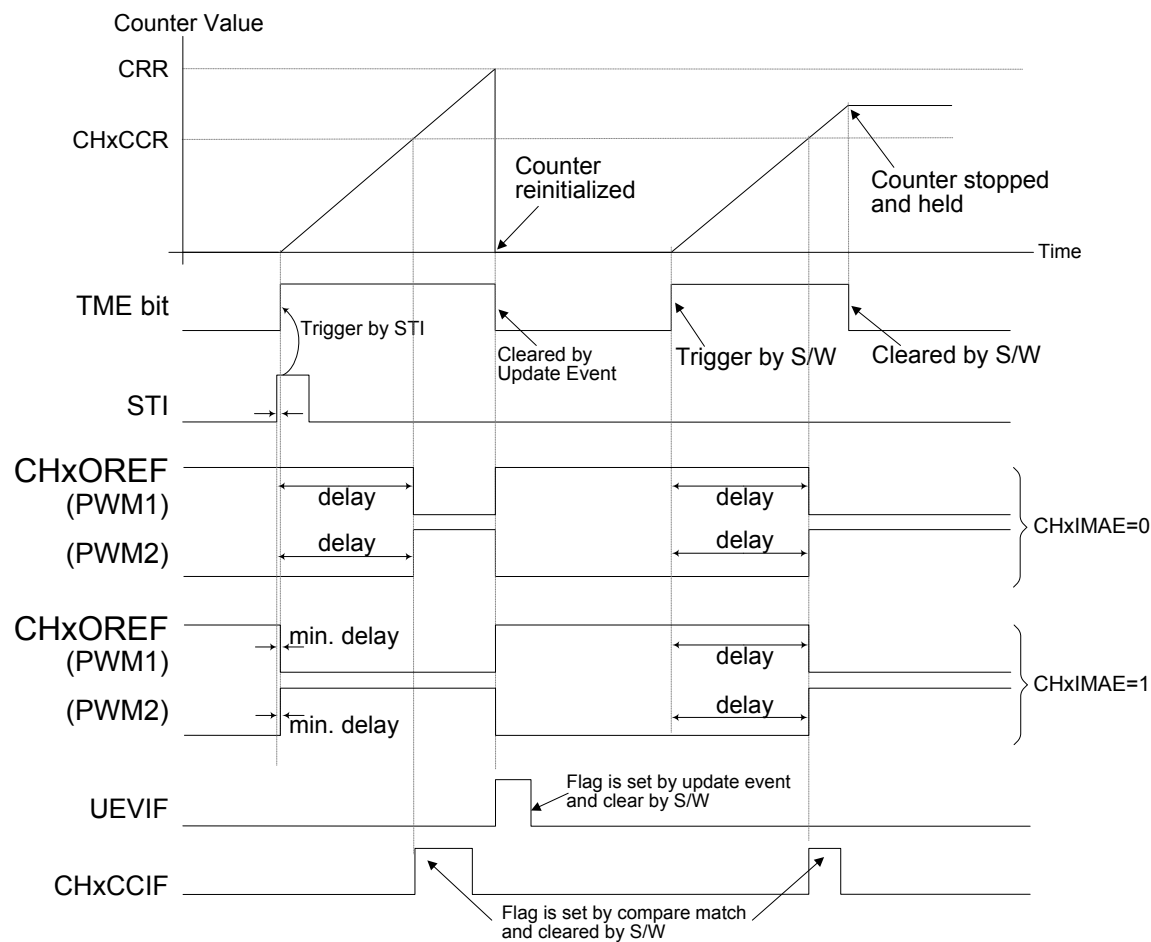 Counter Value
CRR
CHxCCR
Counter
reinitialized
Counter stopped
and held
Time
TME bit
Trigger by STI
Cleared by
Update Event
Trigger by S/W
Cleared by S/W
STI
CHxOREF
(PWM1)
delay
delay
(PWM2)
delay
delay
CHxIMAE=0
CHxOREF
(PWM1)
min. delay
delay
(PWM2)
min. delay
delay
CHxIMAE=1
UEVIF
Flag is set by update event
and clear by S/W
CHxCCIF
Flag is set by compare match
and cleared by S/W